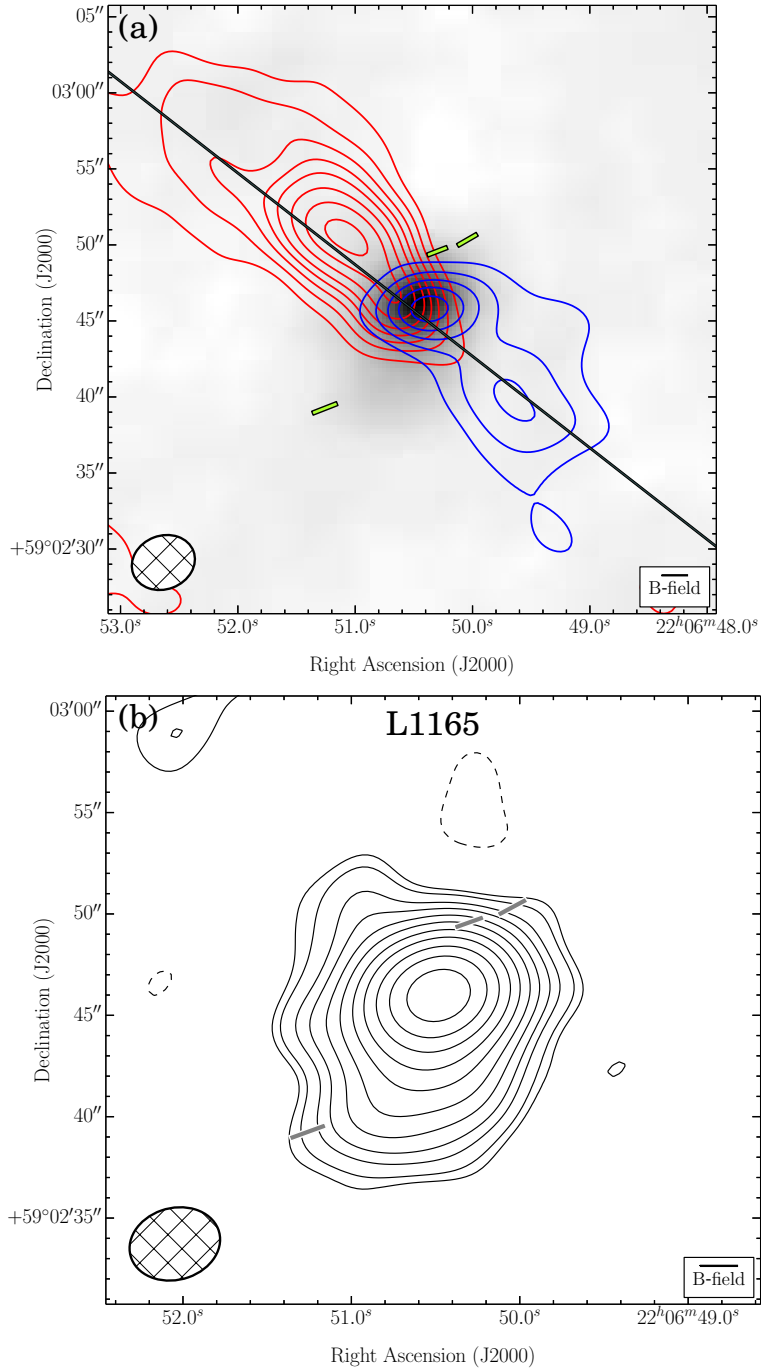 (a)
05″
03′00″
55″
50″
45″
40″
35″
+59°02′30″
Declination (J2000)
B-field
53.0ˢ 52.0ˢ 51.0ˢ 50.0ˢ 49.0ˢ 22ʰ06ᵐ48.0ˢ
Right Ascension (J2000)
(b)
L1165
03′00″
55″
50″
45″
40″
+59°02′35″
Declination (J2000)
B-field
52.0ˢ 51.0ˢ 50.0ˢ 22ʰ06ᵐ49.0ˢ
Right Ascension (J2000)